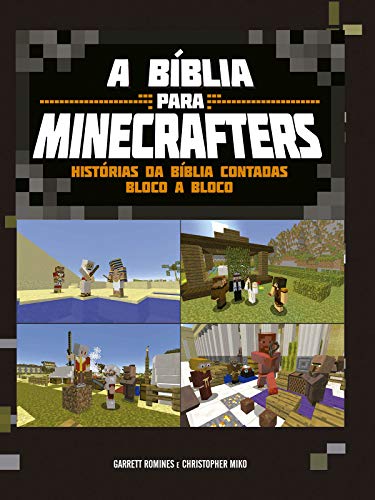 A BÍBLIA
PARA
MINECRAFTERS
HISTÓRIAS DA BÍBLIA CONTADAS
BLOCO A BLOCO
GARRETT ROMINES E CHRISTOPHER MIKO